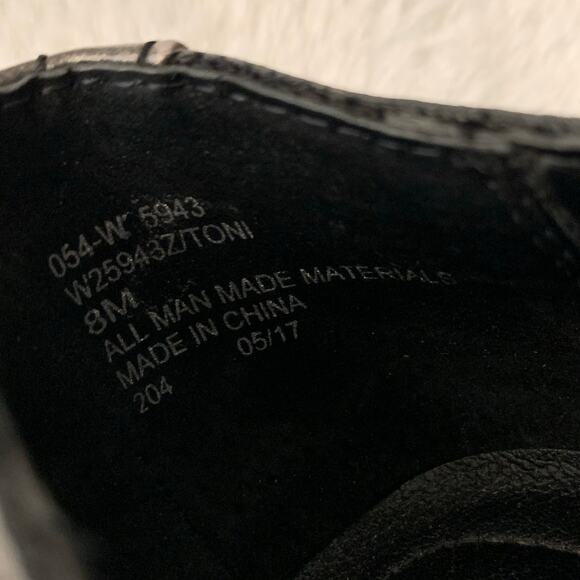 054-W 5943
W25943Z/TONI
8M
ALL MAN MADE MATERIALS
MADE IN CHINA
204 05/17